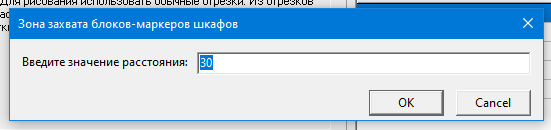 Для рисования использовать обычные отрезки. Из отрезков
Зона захвата блоков-маркеров шкафов
Введите значение расстояния:
30
OK
Cancel